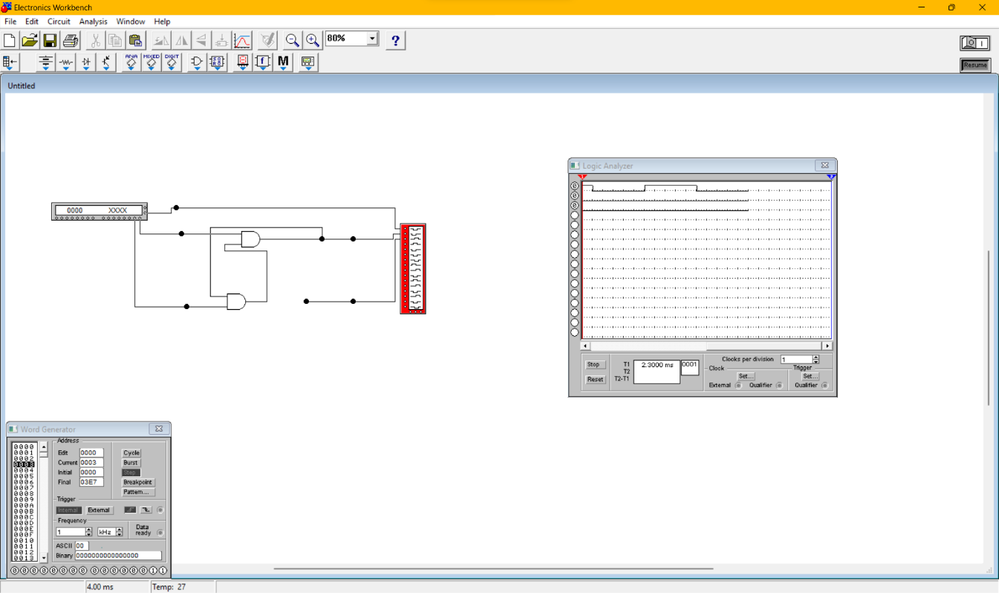 Electronics Workbench
File Edit Circuit Analysis Window Help
80% ?
ANA MIXED DIGIT M
Resume
Untitled
0000 XXXX
Logic Analyzer
Stop
Reset
T1
T2
T2-T1
2.3000 ms
0001
Clocks per division 1
Clock
Set...
External Qualifier
Trigger
Set...
Qualifier
Word Generator
0000
0001
0002
0003
0004
0005
0006
0007
0008
0009
000A
000B
000C
000D
000E
000F
0010
0011
0012
0013
Address
Edit 0000
Current 0003
Initial 0000
Final 03E7
Cycle
Burst
Step
Breakpoint
Pattern...
Trigger
Internal External
Frequency
1 kHz
Data ready
ASCII 00
Binary 0000000000000000
0000000000000011
4.00 ms Temp: 27